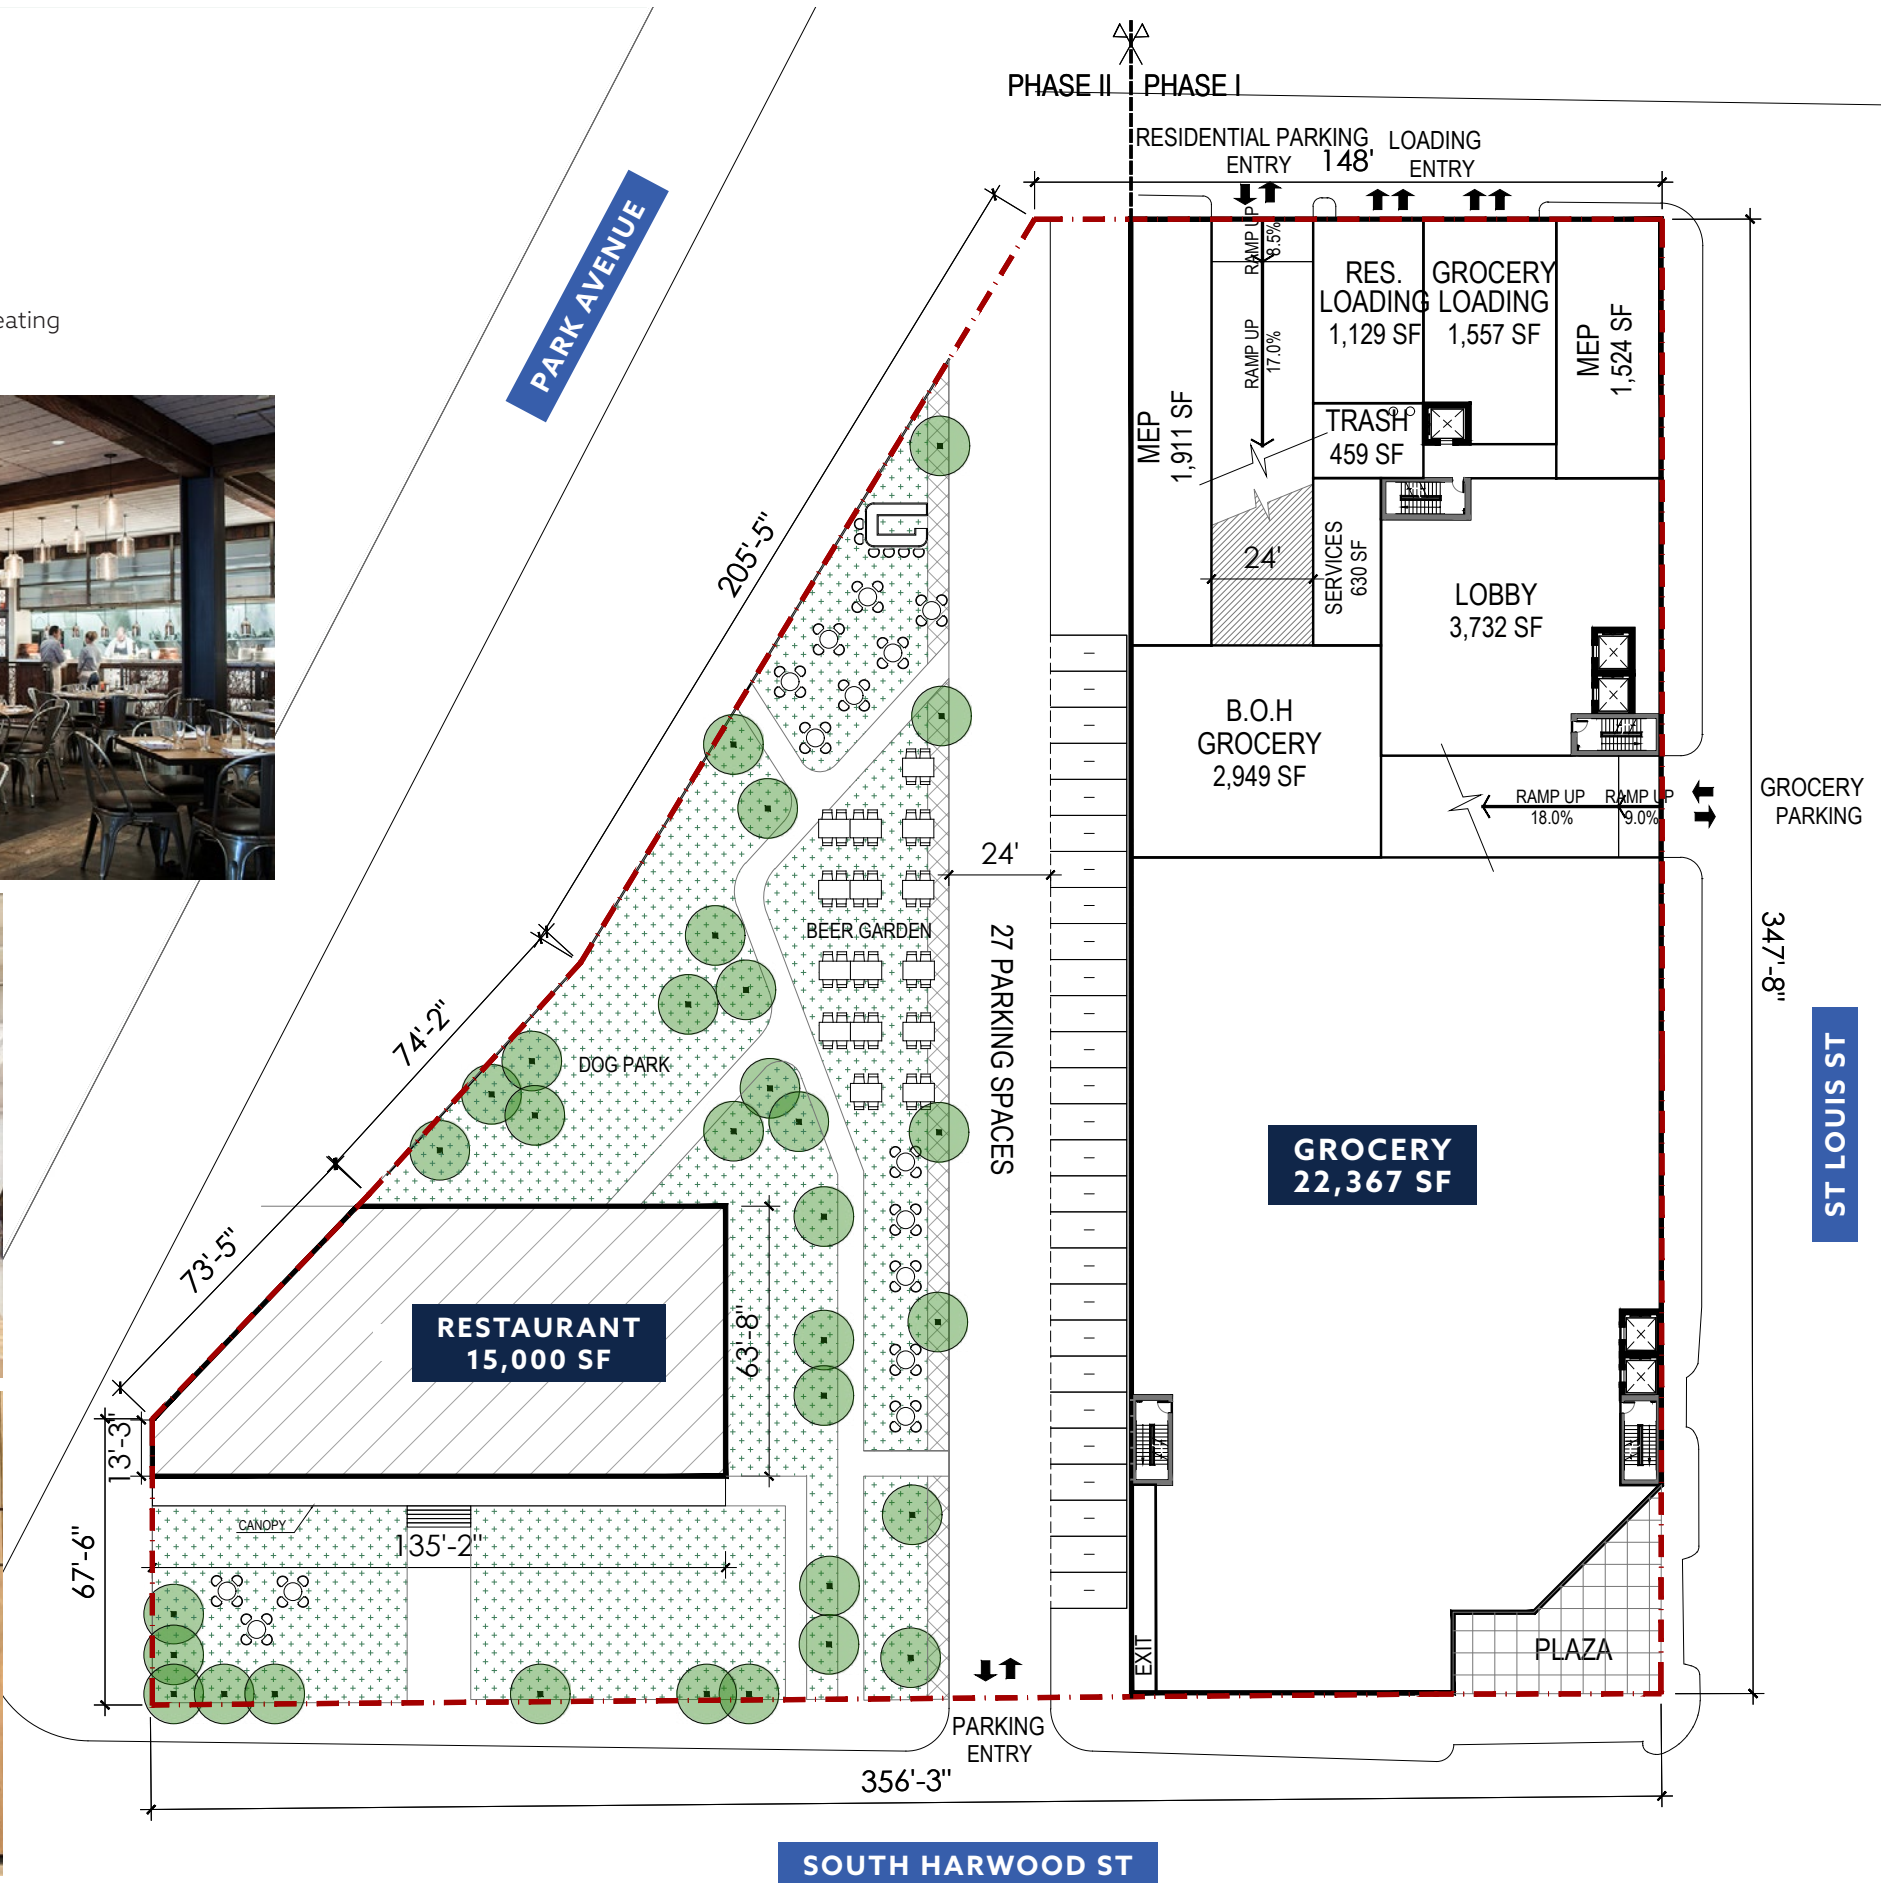 PHASE II
PHASE I
RESIDENTIAL PARKING
ENTRY
LOADING
ENTRY
148'
PARK AVENUE
eating
RAMP UP
8.5%
RAMP UP
17.0%
RES.
LOADING
1,129 SF
GROCERY
LOADING
1,557 SF
MEP
1,524 SF
MEP
1,911 SF
TRASH
459 SF
205'-5"
24'
SERVICES
630 SF
LOBBY
3,732 SF
B.O.H
GROCERY
2,949 SF
RAMP UP
18.0%
RAMP UP
9.0%
GROCERY
PARKING
24'
BEER GARDEN
27 PARKING SPACES
347'-8"
74'-2"
DOG PARK
GROCERY
22,367 SF
ST LOUIS ST
73'-5"
RESTAURANT
15,000 SF
63'-8"
13'-3"
CANOPY
135'-2"
67'-6"
EXIT
PLAZA
PARKING
ENTRY
356'-3"
SOUTH HARWOOD ST